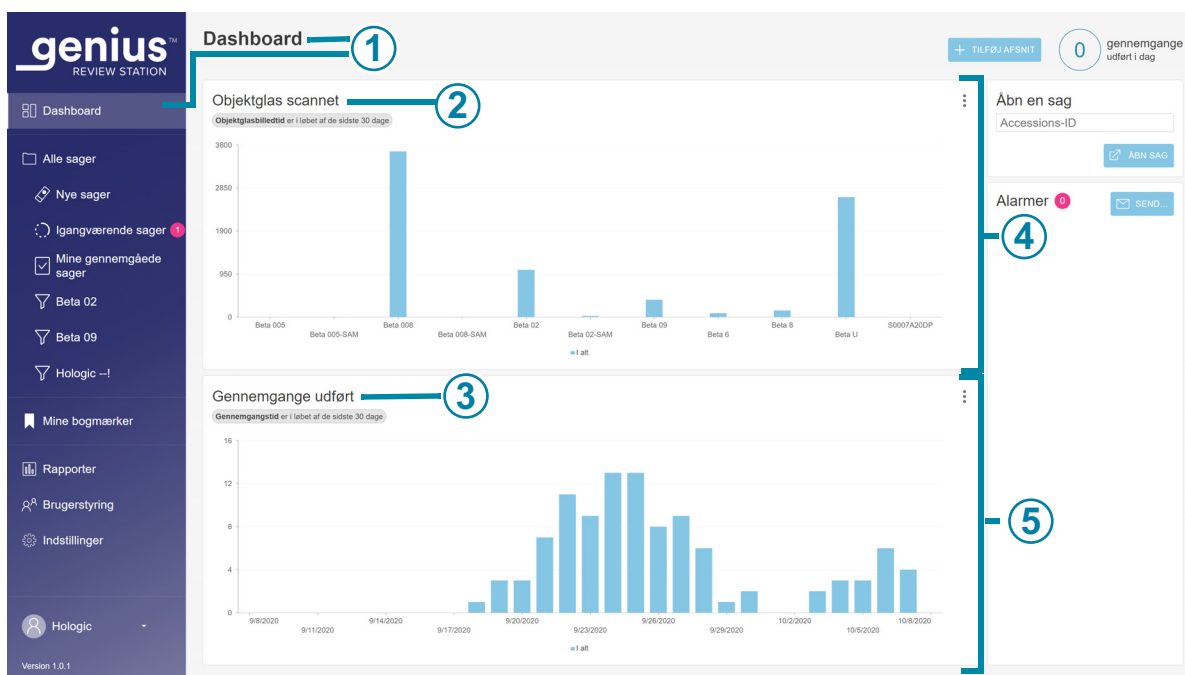 genius™
REVIEW STATION
Dashboard
Alle sager
Nye sager
Igangværende sager 1
Mine gennemgåede
sager
Beta 02
Beta 09
Hologic --!
Mine bogmærker
Rapporter
Brugerstyring
Indstillinger
Hologic
Version 1.0.1
Dashboard
1
+ TILFØJ AFSNIT
0
gennemgange
udført i dag
Objektglas scannet
2
Objektglasbilledtid er i løbet af de sidste 30 dage
3800
2850
1900
950
0
Beta 005
Beta 005-SAM
Beta 008
Beta 008-SAM
Beta 02
Beta 02-SAM
Beta 09
Beta 6
Beta 8
Beta U
S0007A20DP
I alt
Åbn en sag
Accessions-ID
ÅBN SAG
Alarmer 0
SEND...
4
Gennemgange udført
3
Gennemgangstid er i løbet af de sidste 30 dage
16
12
8
4
0
9/8/2020
9/11/2020
9/14/2020
9/17/2020
9/20/2020
9/23/2020
9/26/2020
9/29/2020
10/2/2020
10/5/2020
10/8/2020
I alt
5